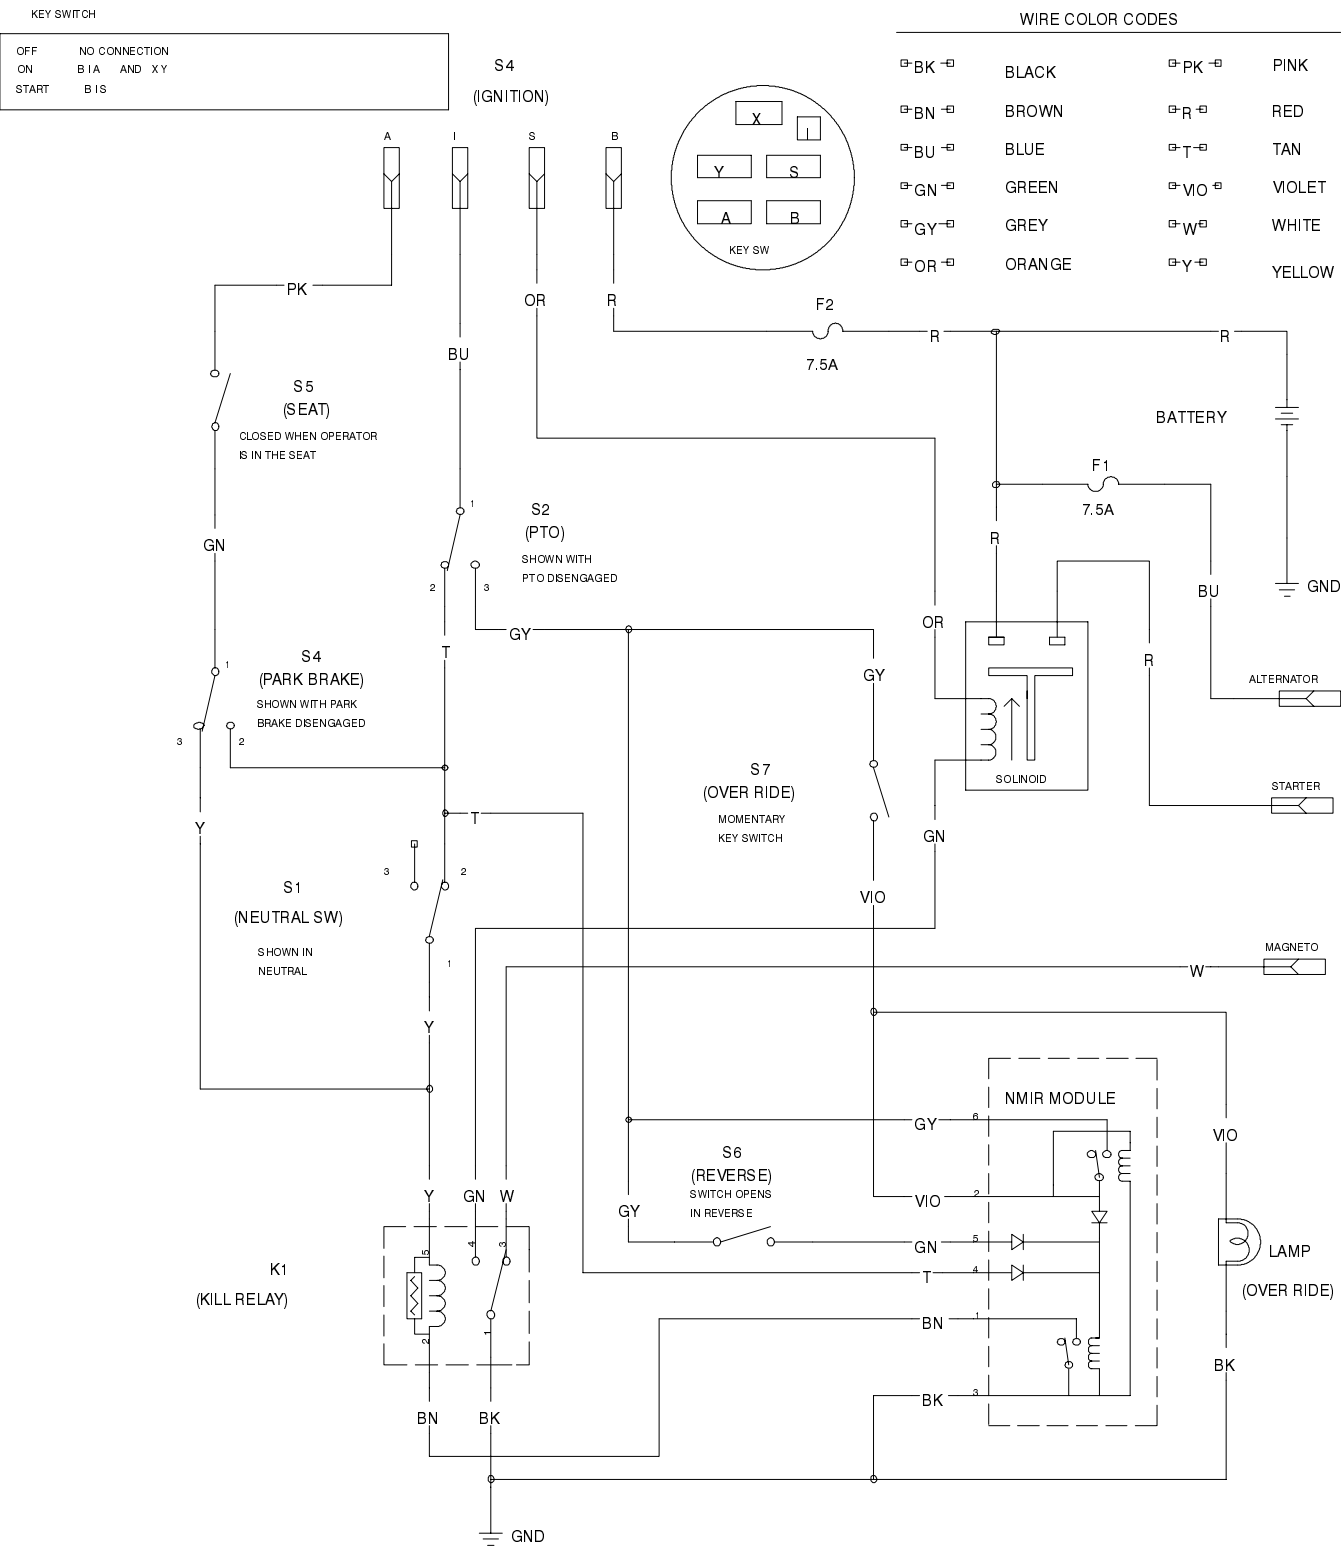 KEY SWITCH
OFF NO CONNECTION
ON B I A AND X Y
START B I S
S4
(IGNITION)
A I S B
X
I
Y S
A B
KEY SW
WIRE COLOR CODES
BK BLACK PK PINK
BN BROWN R RED
BU BLUE T TAN
GN GREEN VIO VIOLET
GY GREY W WHITE
OR ORANGE Y YELLOW
PK
OR
R
F2
7.5A
R
R
BU
S5
(SEAT)
CLOSED WHEN OPERATOR
IS IN THE SEAT
BATTERY
F1
7.5A
S2
(PTO)
SHOWN WITH
PTO DISENGAGED
1
2 3
GN
R
GND
BU
OR
GY
T
S4
(PARK BRAKE)
SHOWN WITH PARK
BRAKE DISENGAGED
1
3 2
GY
R
ALTERNATOR
S7
(OVER RIDE)
MOMENTARY
KEY SWITCH
SOLINOID
STARTER
Y
T
GN
3 2
S1
(NEUTRAL SW)
SHOWN IN
NEUTRAL
1
VIO
MAGNETO
W
Y
NMIR MODULE
GY 6
VIO
S6
(REVERSE)
SWITCH OPENS
IN REVERSE
Y GN W
VIO 2
GY
GN 5
T 4
LAMP
(OVER RIDE)
K1
(KILL RELAY)
5 4 3
2 1
BN 1
BK
BK 3
BN BK
GND